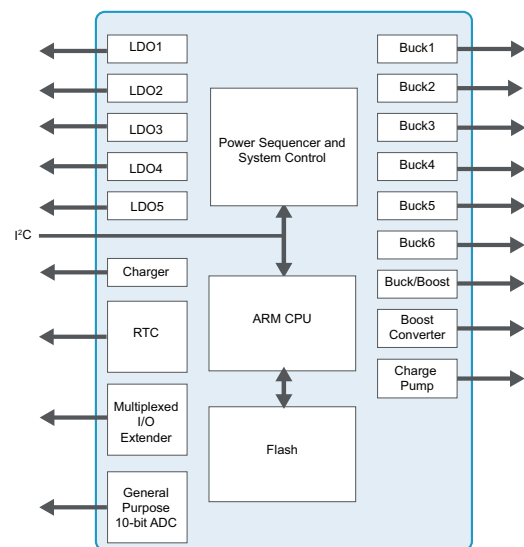 LDO1
LDO2
LDO3
LDO4
LDO5
I²C
Charger
RTC
Multiplexed
I/O
Extender
General
Purpose
10-bit ADC
Power Sequencer and
System Control
ARM CPU
Flash
Buck1
Buck2
Buck3
Buck4
Buck5
Buck6
Buck/Boost
Boost
Converter
Charge
Pump